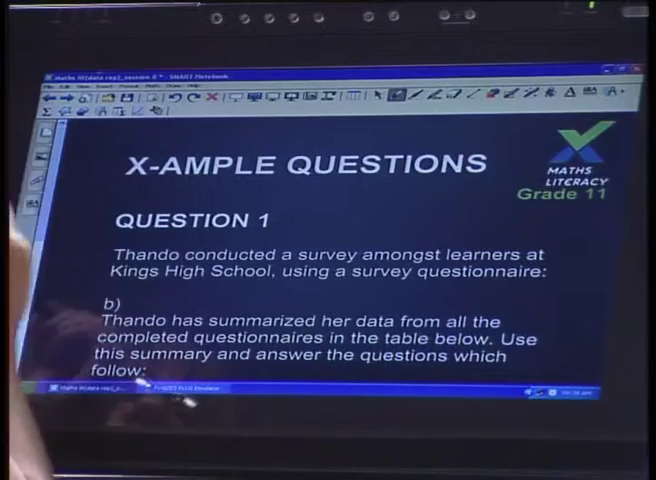 X-AMPLE QUESTIONS
MATHS
LITERACY
Grade 11
QUESTION 1
Thando conducted a survey amongst learners at
Kings High School, using a survey questionnaire:
b)
Thando has summarized her data from all the
completed questionnaires in the table below. Use
this summary and answer the questions which
follow: